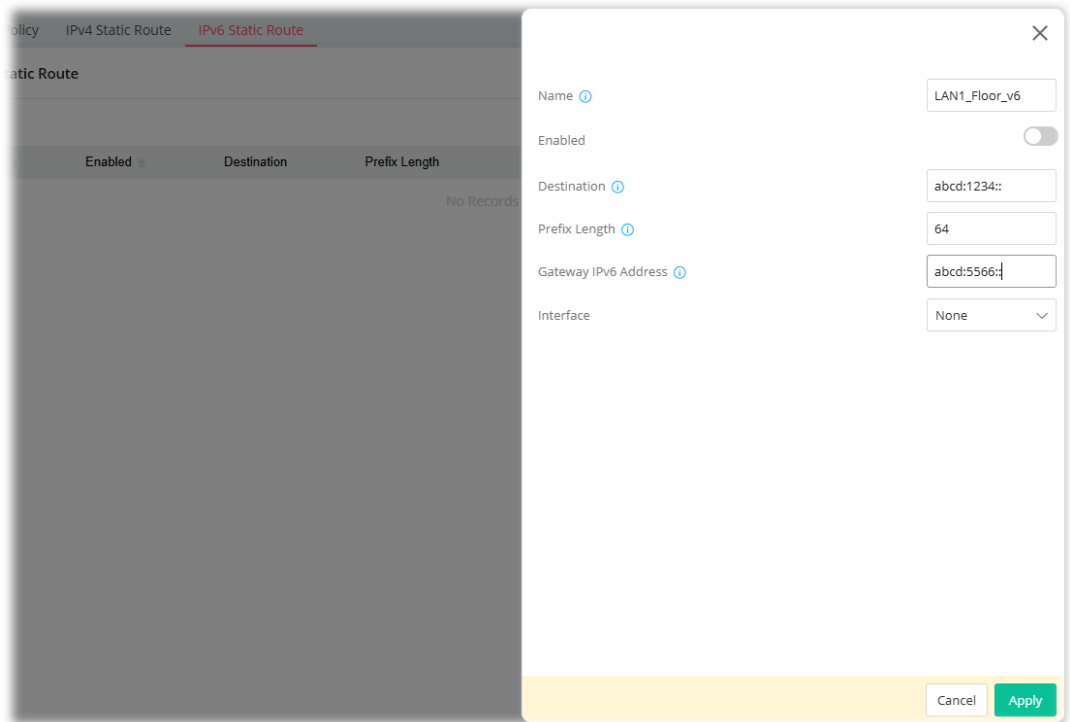 olicy IPv4 Static Route IPv6 Static Route
tatic Route
Enabled Destination Prefix Length
No Records
Name
LAN1_Floor_v6
Enabled
Destination
abcd:1234::
Prefix Length
64
Gateway IPv6 Address
abcd:5566::
Interface
None
Cancel Apply